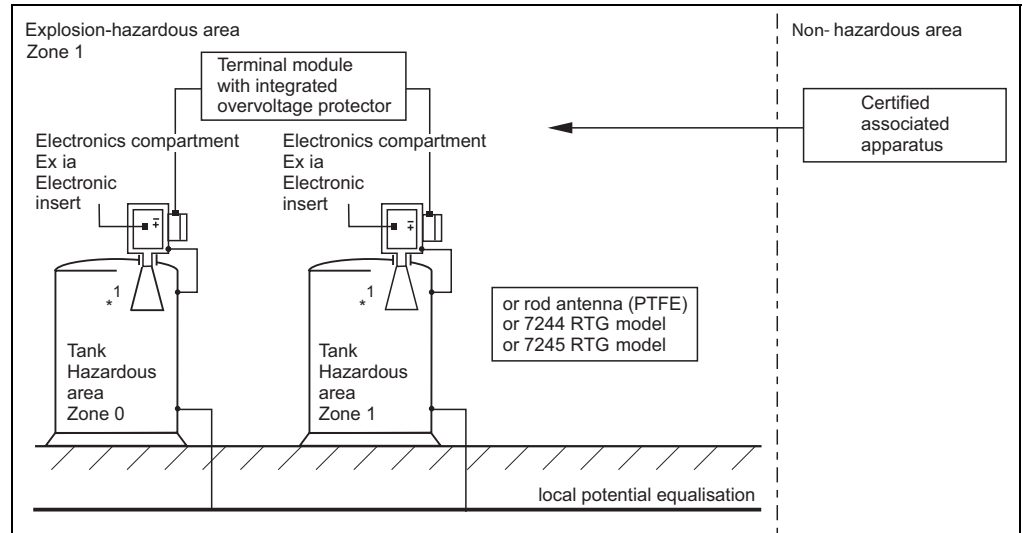 Explosion-hazardous area
Zone 1
Non- hazardous area
Terminal module
with integrated
overvoltage protector
Certified
associated
apparatus
Electronics compartment
Ex ia
Electronic
insert
Electronics compartment
Ex ia
Electronic
insert
- +
- +
* 1
* 1
or rod antenna (PTFE)
or 7244 RTG model
or 7245 RTG model
Tank
Hazardous
area
Zone 0
Tank
Hazardous
area
Zone 1
local potential equalisation